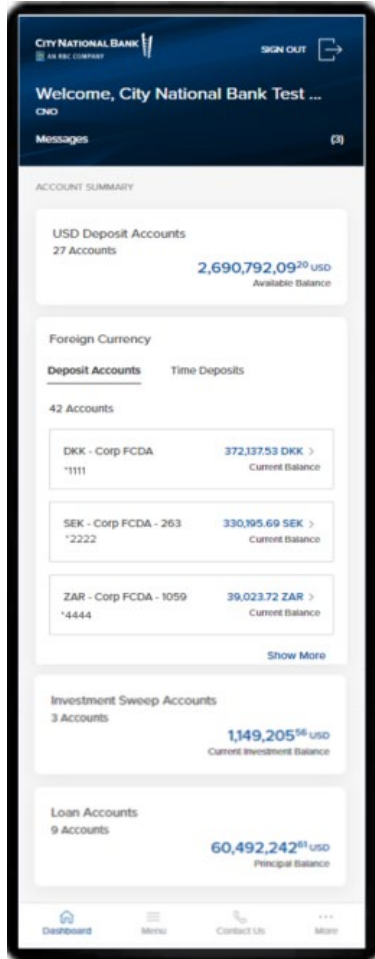 CITY NATIONAL BANK
AN RBC COMPANY
SIGN OUT
Welcome, City National Bank Test ...
CNO
Messages (3)
ACCOUNT SUMMARY
USD Deposit Accounts
27 Accounts
2,690,792,09²⁰ USD
Available Balance
Foreign Currency
Deposit Accounts Time Deposits
42 Accounts
DKK - Corp FCDA 372,137.53 DKK >
*1111 Current Balance
SEK - Corp FCDA - 263 330,195.69 SEK >
*2222 Current Balance
ZAR - Corp FCDA - 1059 39,023.72 ZAR >
*4444 Current Balance
Show More
Investment Sweep Accounts
3 Accounts
1,149,205⁵⁶ USD
Current Investment Balance
Loan Accounts
9 Accounts
60,492,242⁶¹ USD
Principal Balance
Dashboard Menu Contact Us More